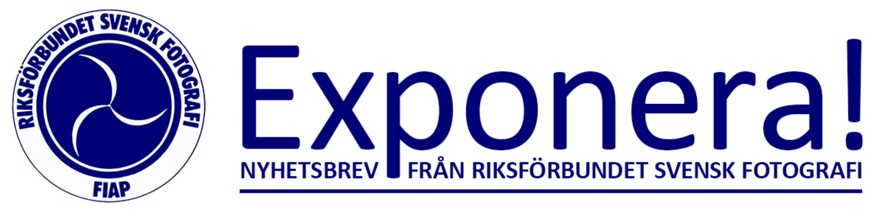 RIKSFÖRBUNDET SVENSK FOTOGRAFI
FIAP
Exponera!
NYHETSBREV FRÅN RIKSFÖRBUNDET SVENSK FOTOGRAFI